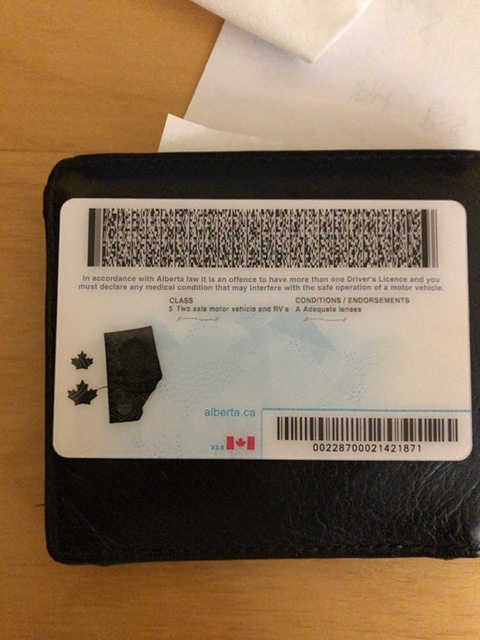 In accordance with Alberta law it is an offence to have more than one Driver's Licence and you
must declare any medical condition that may interfere with the safe operation of a motor vehicle.
CLASS
5 Two axle motor vehicle and RV's
CONDITIONS / ENDORSEMENTS
A Adequate lenses
alberta.ca
V3.0
00228700021421871